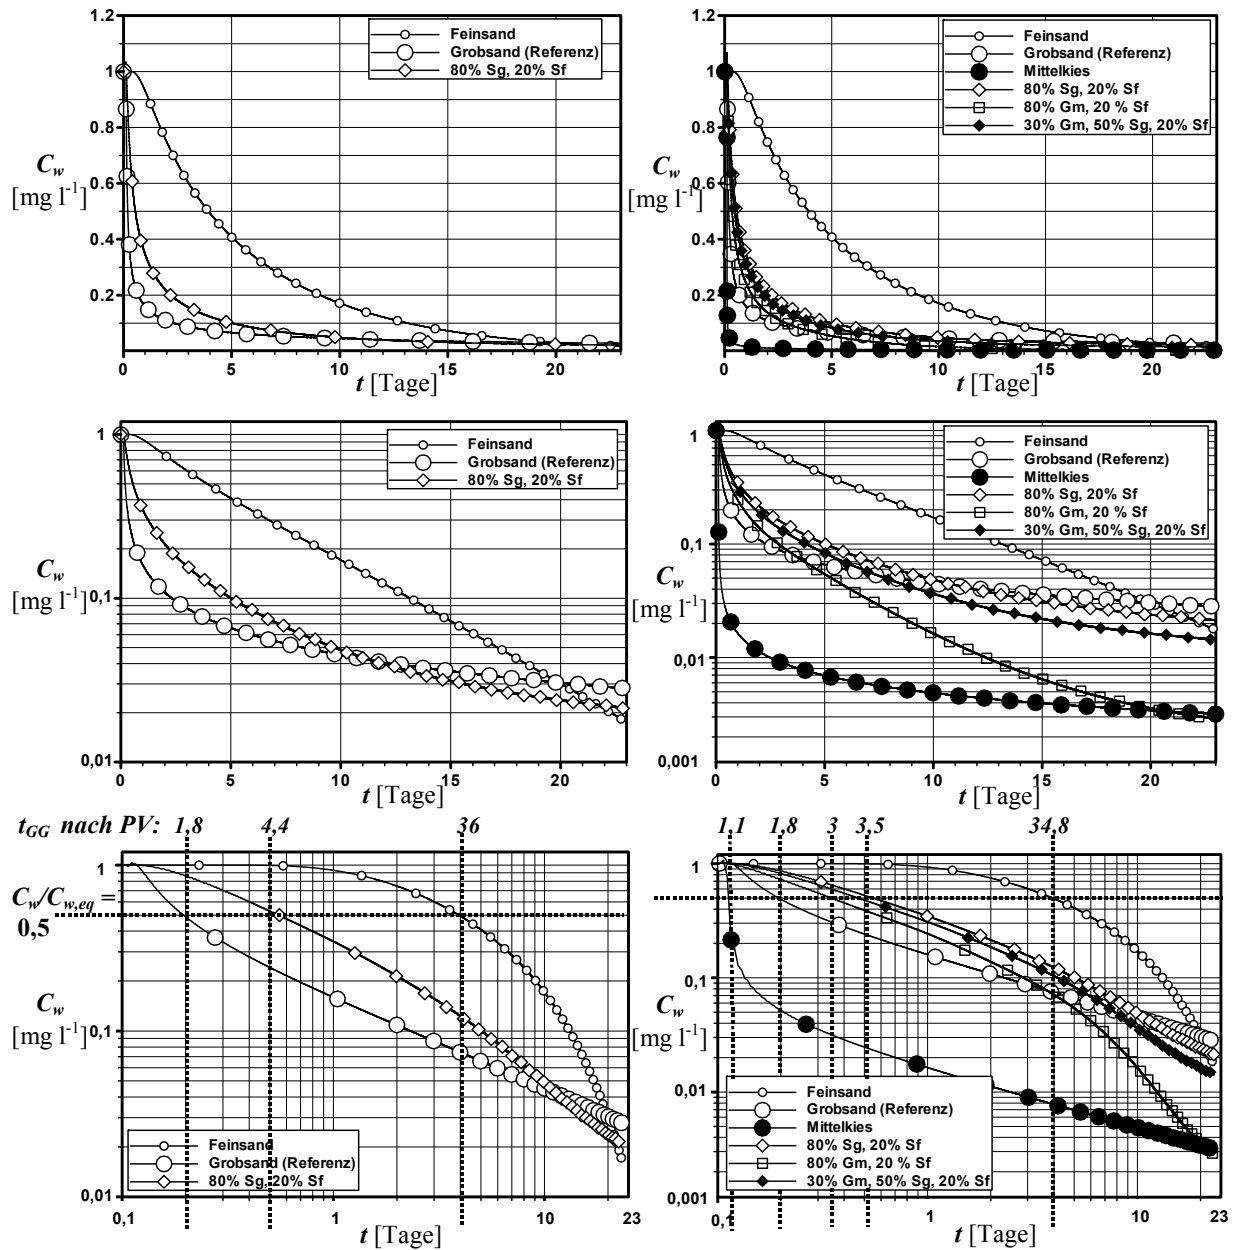 1.2
1
0.8
0.6
0.4
0.2
C_w
[mg l⁻¹]
Feinsand
Grobsand (Referenz)
80% Sg, 20% Sf
0 5 10 15 20
t [Tage]
1.2
1
0.8
0.6
0.4
0.2
C_w
[mg l⁻¹]
Feinsand
Grobsand (Referenz)
Mittelkies
80% Sg, 20% Sf
80% Gm, 20 % Sf
30% Gm, 50% Sg, 20% Sf
0 5 10 15 20
t [Tage]
1
0,1
0,01
C_w
[mg l⁻¹]
Feinsand
Grobsand (Referenz)
80% Sg, 20% Sf
0 5 10 15 20
t [Tage]
1
0,1
0,01
0,001
C_w
[mg l⁻¹]
Feinsand
Grobsand (Referenz)
Mittelkies
80% Sg, 20% Sf
80% Gm, 20 % Sf
30% Gm, 50% Sg, 20% Sf
0 5 10 15 20
t [Tage]
t_GG nach PV: 1,8 4,4 36
1
C_w/C_w,eq =
0,5
C_w
[mg l⁻¹]
0,1
0,01
Feinsand
Grobsand (Referenz)
80% Sg, 20% Sf
0,1 1 10 23
t [Tage]
1,1 1,8 3 3,5 34,8
1
0,1
0,01
0,001
C_w
[mg l⁻¹]
Feinsand
Grobsand (Referenz)
Mittelkies
80% Sg, 20% Sf
80% Gm, 20 % Sf
30% Gm, 50% Sg, 20% Sf
0,1 1 10 23
t [Tage]